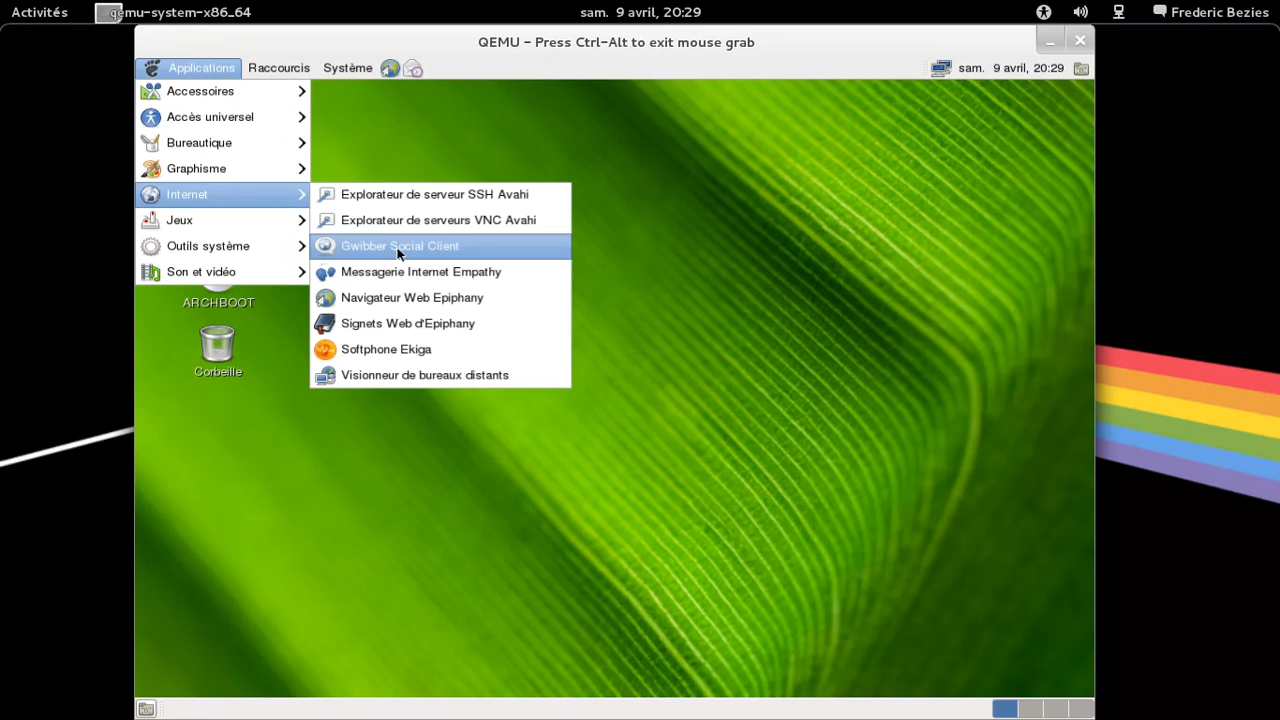 Activités
qemu-system-x86_64
sam. 9 avril, 20:29
Frederic Bezies
QEMU - Press Ctrl-Alt to exit mouse grab
Applications
Raccourcis
Système
sam. 9 avril, 20:29
Accessoires
Accès universel
Bureautique
Graphisme
Internet
Jeux
Outils système
Son et vidéo
Explorateur de serveur SSH Avahi
Explorateur de serveurs VNC Avahi
Gwibber Social Client
Messagerie Internet Empathy
Navigateur Web Epiphany
Signets Web d'Epiphany
Softphone Ekiga
Visionneur de bureaux distants
ARCHBOOT
Corbeille